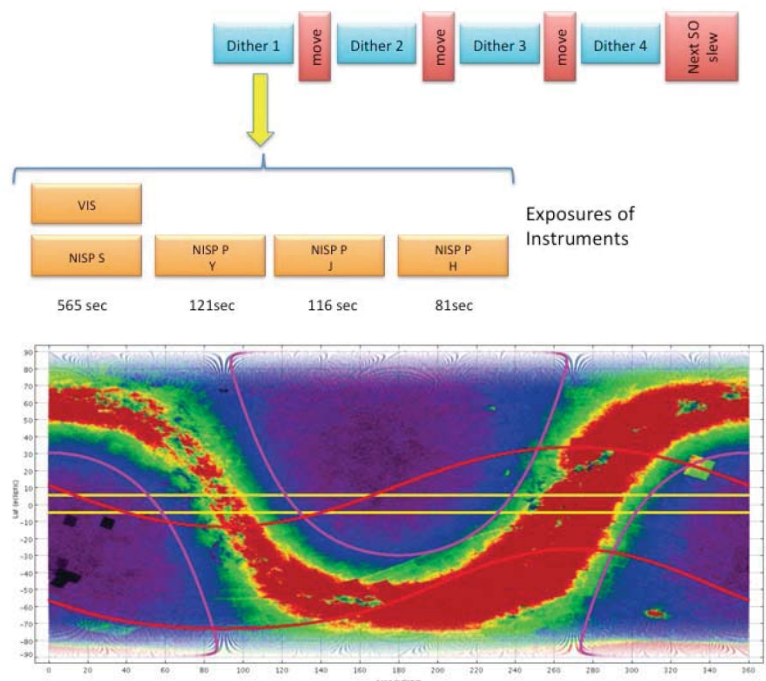 Dither 1
move
Dither 2
move
Dither 3
move
Dither 4
Next SO
slew
VIS
NISP S
NISP P
Y
NISP P
J
NISP P
H
Exposures of
Instruments
565 sec
121sec
116 sec
81sec
90
80
70
60
50
40
30
20
10
0
-10
-20
-30
-40
-50
-60
-70
-80
-90
Lat (ecliptic)
0
20
40
60
80
100
120
140
160
180
200
220
240
260
280
300
320
340
360